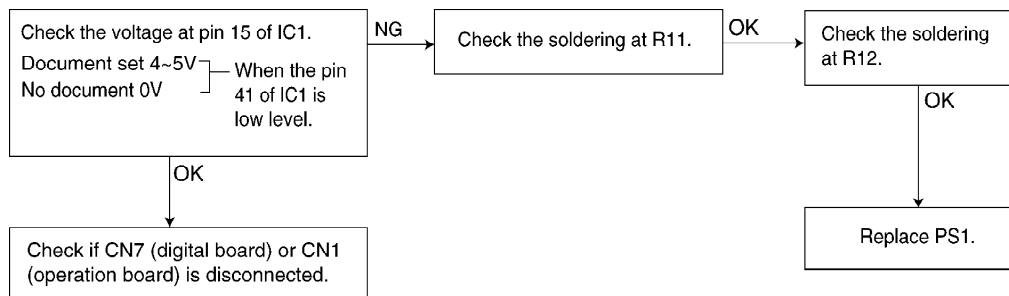 Check the voltage at pin 15 of IC1.
Document set 4~5V
No document 0V
When the pin
41 of IC1 is
low level.
NG
Check the soldering at R11.
OK
Check the soldering
at R12.
OK
OK
Check if CN7 (digital board) or CN1
(operation board) is disconnected.
Replace PS1.